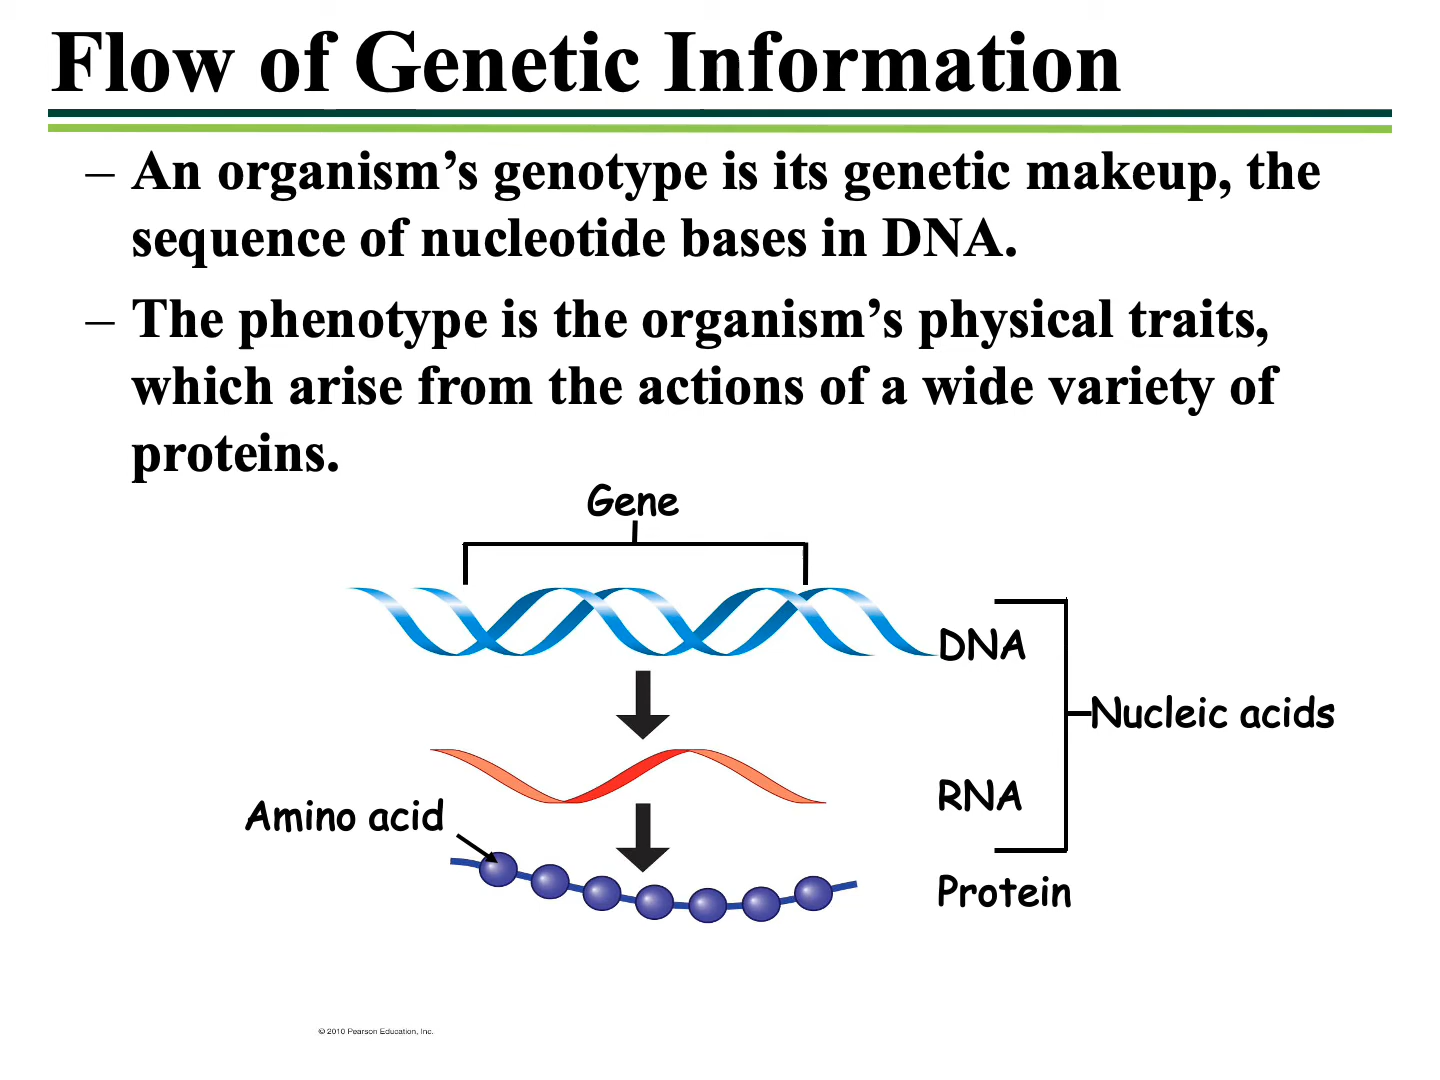 Flow of Genetic Information
– An organism’s genotype is its genetic makeup, the
sequence of nucleotide bases in DNA.
– The phenotype is the organism’s physical traits,
which arise from the actions of a wide variety of
proteins.
Gene
DNA
Nucleic acids
RNA
Amino acid
Protein
© 2010 Pearson Education, Inc.